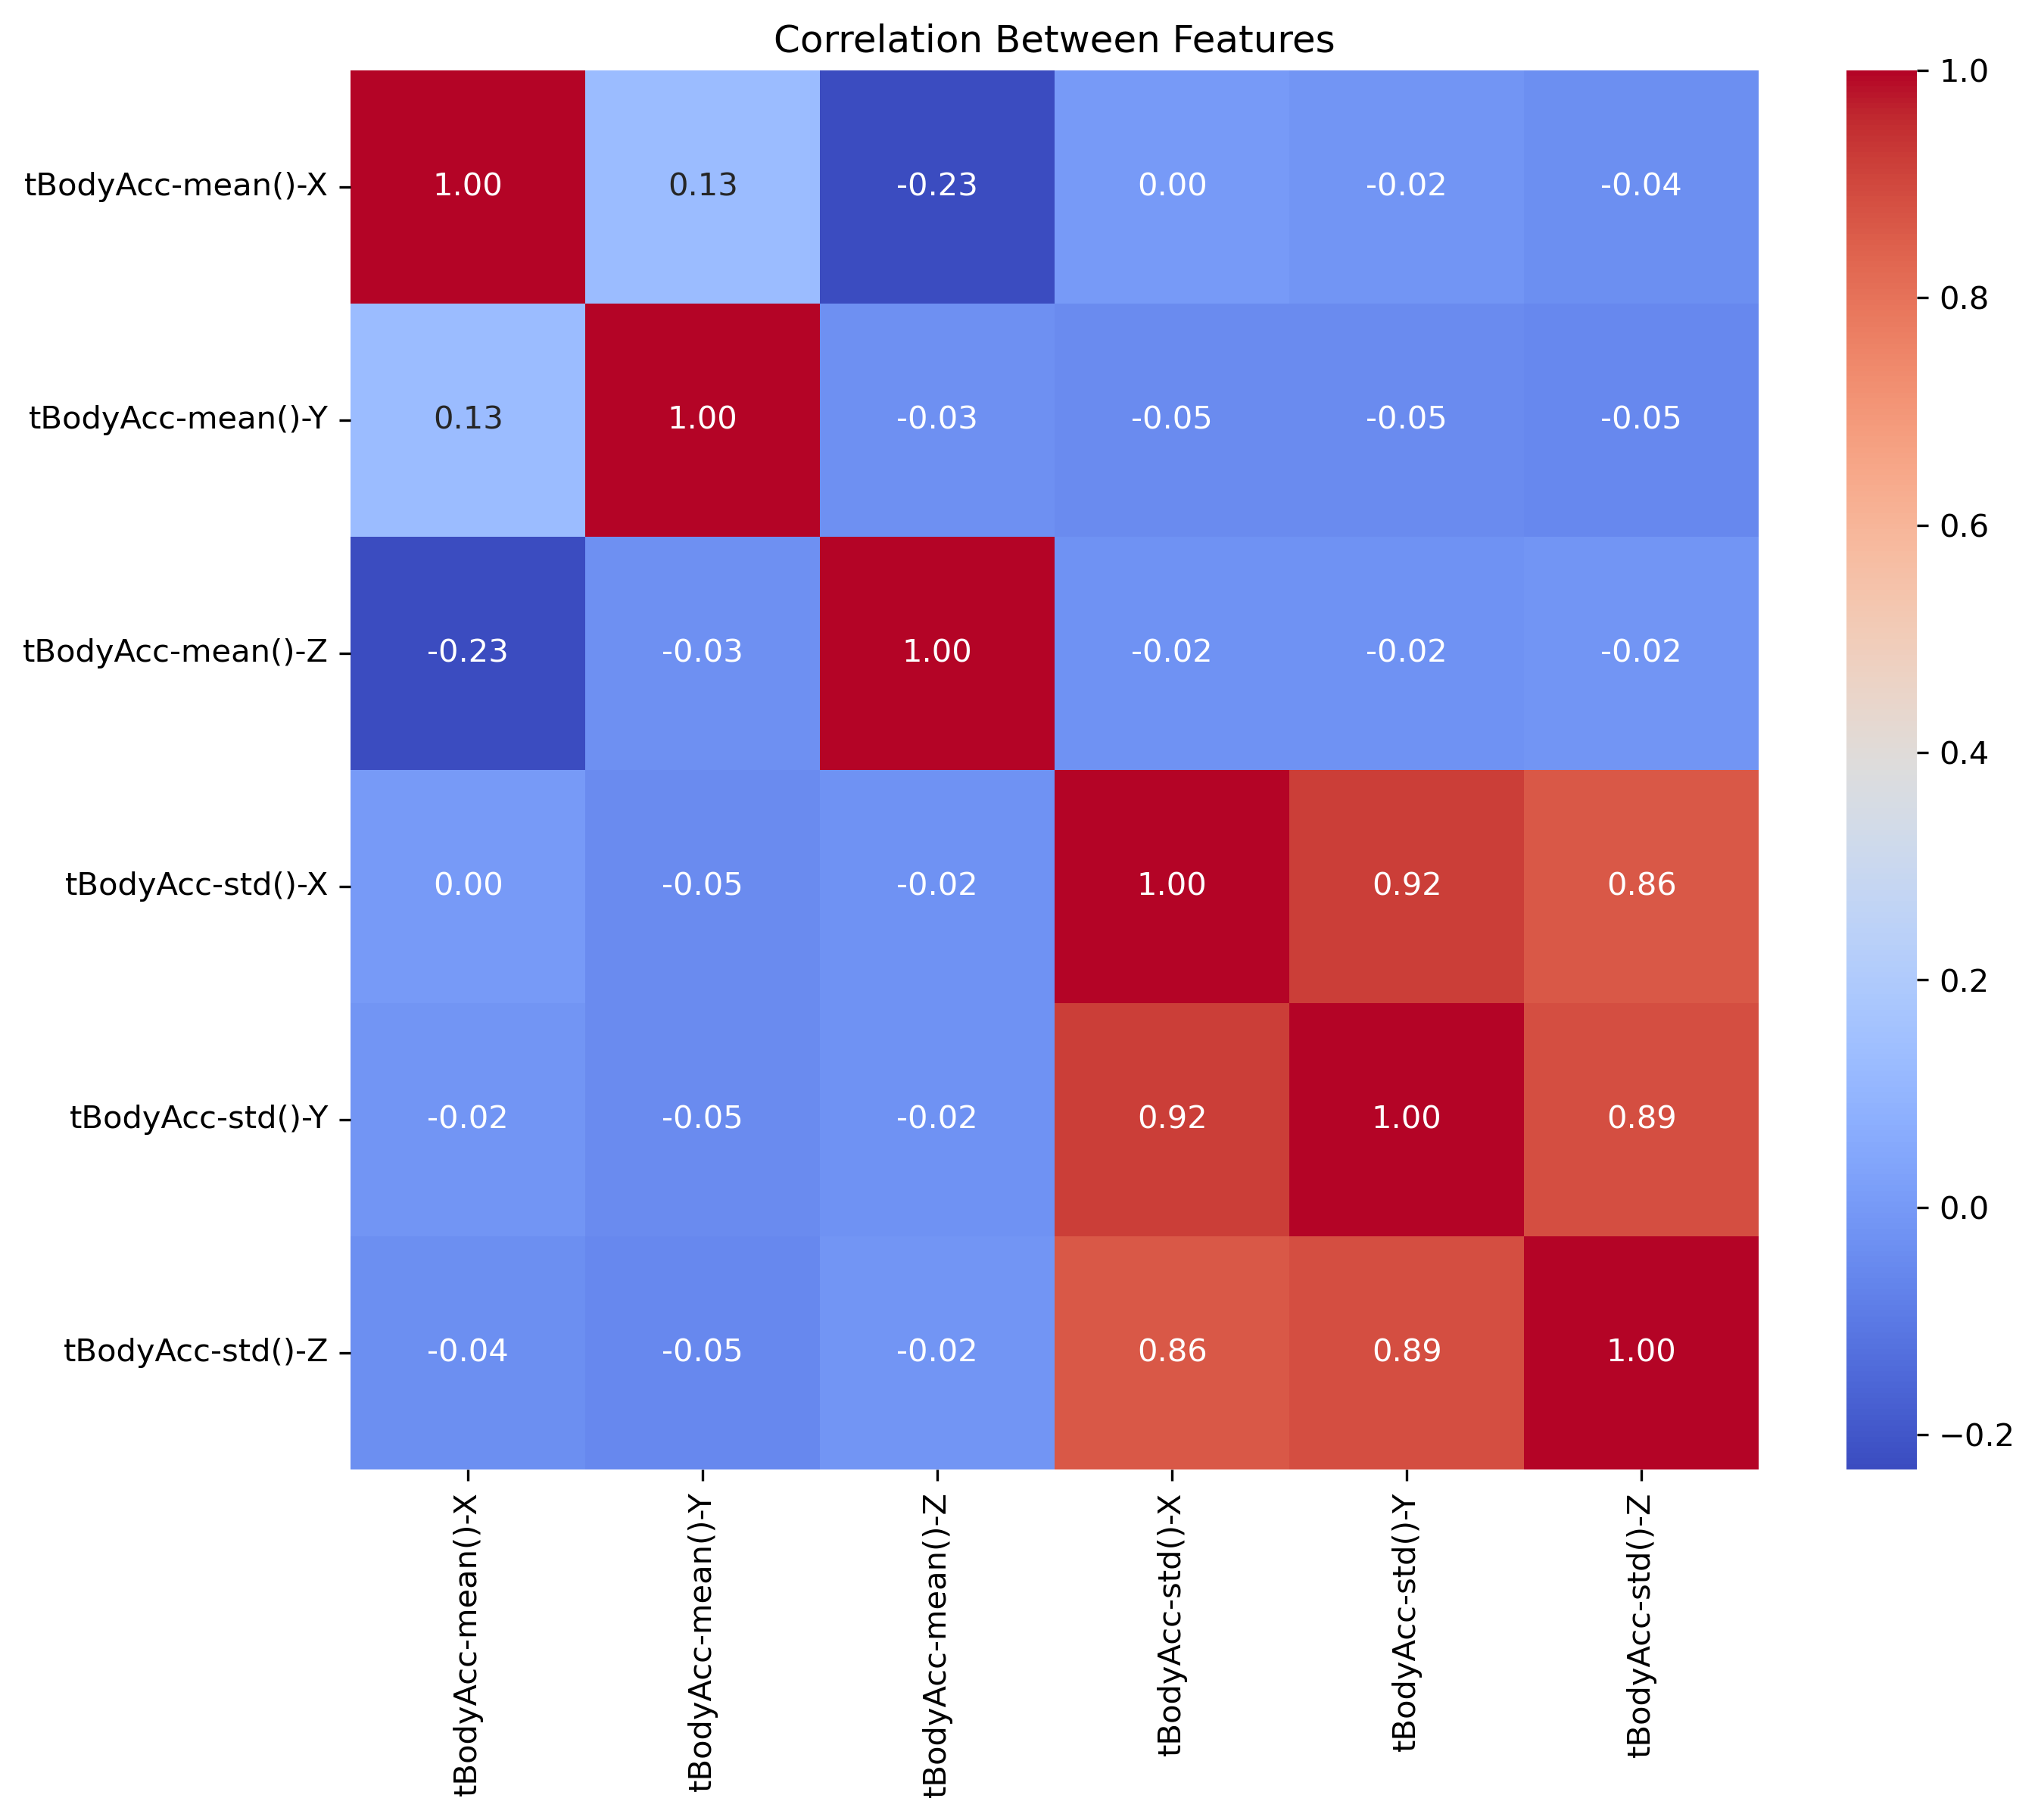 Correlation Between Features
tBodyAcc-mean()-X 1.00 0.13 -0.23 0.00 -0.02 -0.04
tBodyAcc-mean()-Y 0.13 1.00 -0.03 -0.05 -0.05 -0.05
tBodyAcc-mean()-Z -0.23 -0.03 1.00 -0.02 -0.02 -0.02
tBodyAcc-std()-X 0.00 -0.05 -0.02 1.00 0.92 0.86
tBodyAcc-std()-Y -0.02 -0.05 -0.02 0.92 1.00 0.89
tBodyAcc-std()-Z -0.04 -0.05 -0.02 0.86 0.89 1.00
tBodyAcc-mean()-X
tBodyAcc-mean()-Y
tBodyAcc-mean()-Z
tBodyAcc-std()-X
tBodyAcc-std()-Y
tBodyAcc-std()-Z
1.0
0.8
0.6
0.4
0.2
0.0
−0.2